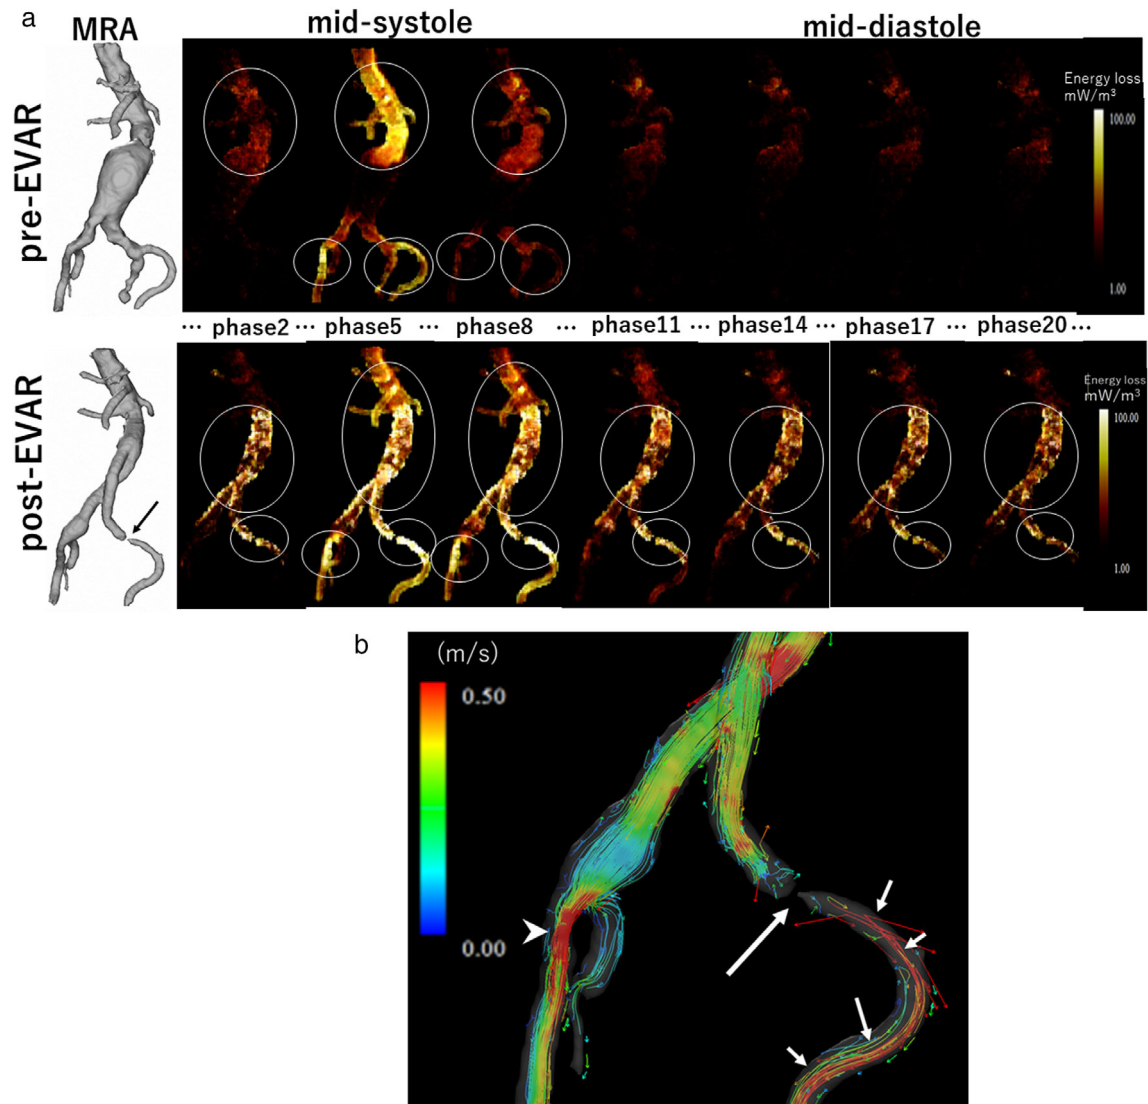 a
MRA
mid-systole
mid-diastole
pre-EVAR
Energy loss
mW/m³
100.00
1.00
··· phase2 ··· phase5 ··· phase8 ··· phase11 ··· phase14 ··· phase17 ··· phase20 ···
post-EVAR
Energy loss
mW/m³
100.00
1.00
b
(m/s)
0.50
0.00